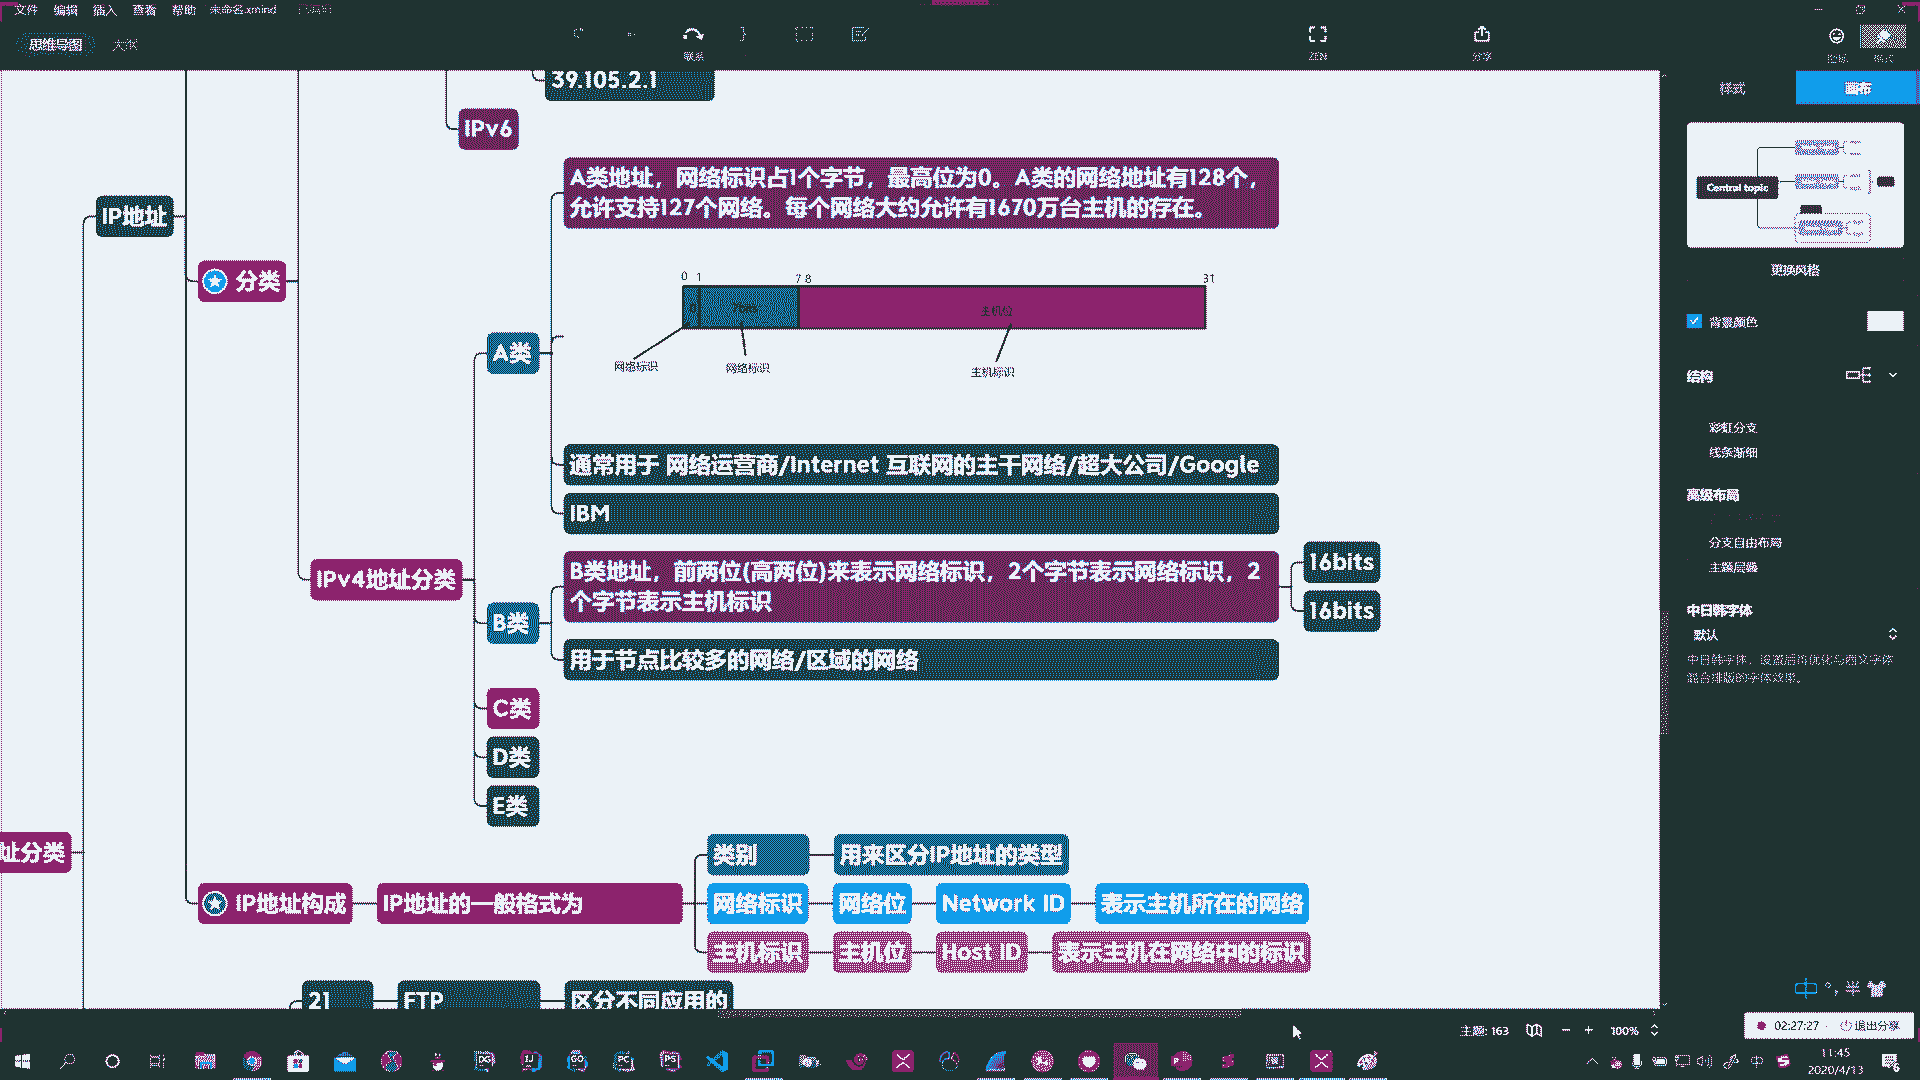 文件 编辑 插入 查看 帮助 未命名.xmind
思维导图 大纲
联系
ZEN
分享
图标
格式
39.105.2.1
IPv6
IP地址
分类
A类地址，网络标识占1个字节，最高位为0。A类的网络地址有128个，
允许支持127个网络。每个网络大约允许有1670万台主机的存在。
0 1 7 8 31
主机位
网络标识
网络标识
主机标识
A类
通常用于 网络运营商/Internet 互联网的主干网络/超大公司/Google
IBM
IPv4地址分类
B类地址，前两位(高两位)来表示网络标识，2个字节表示网络标识，2
个字节表示主机标识
16bits
16bits
B类
用于节点比较多的网络/区域的网络
C类
D类
E类
址分类
IP地址构成
IP地址的一般格式为
类别
用来区分IP地址的类型
网络标识
网络位
Network ID
表示主机所在的网络
主机标识
主机位
Host ID
表示主机在网络中的标识
21
FTP
区分不同应用的
样式
画布
Central topic
更换风格
背景颜色
结构
彩虹分支
线条渐细
高级布局
分支自由布局
主题层叠
中日韩字体
默认
中日韩字体，设置后将优化与西文字体
混合排版的字体效果。
主题: 163
100%
02:27:27
退出分享
中 °, 半
DG IJ GO PC PS
中
11:45
2020/4/13
6